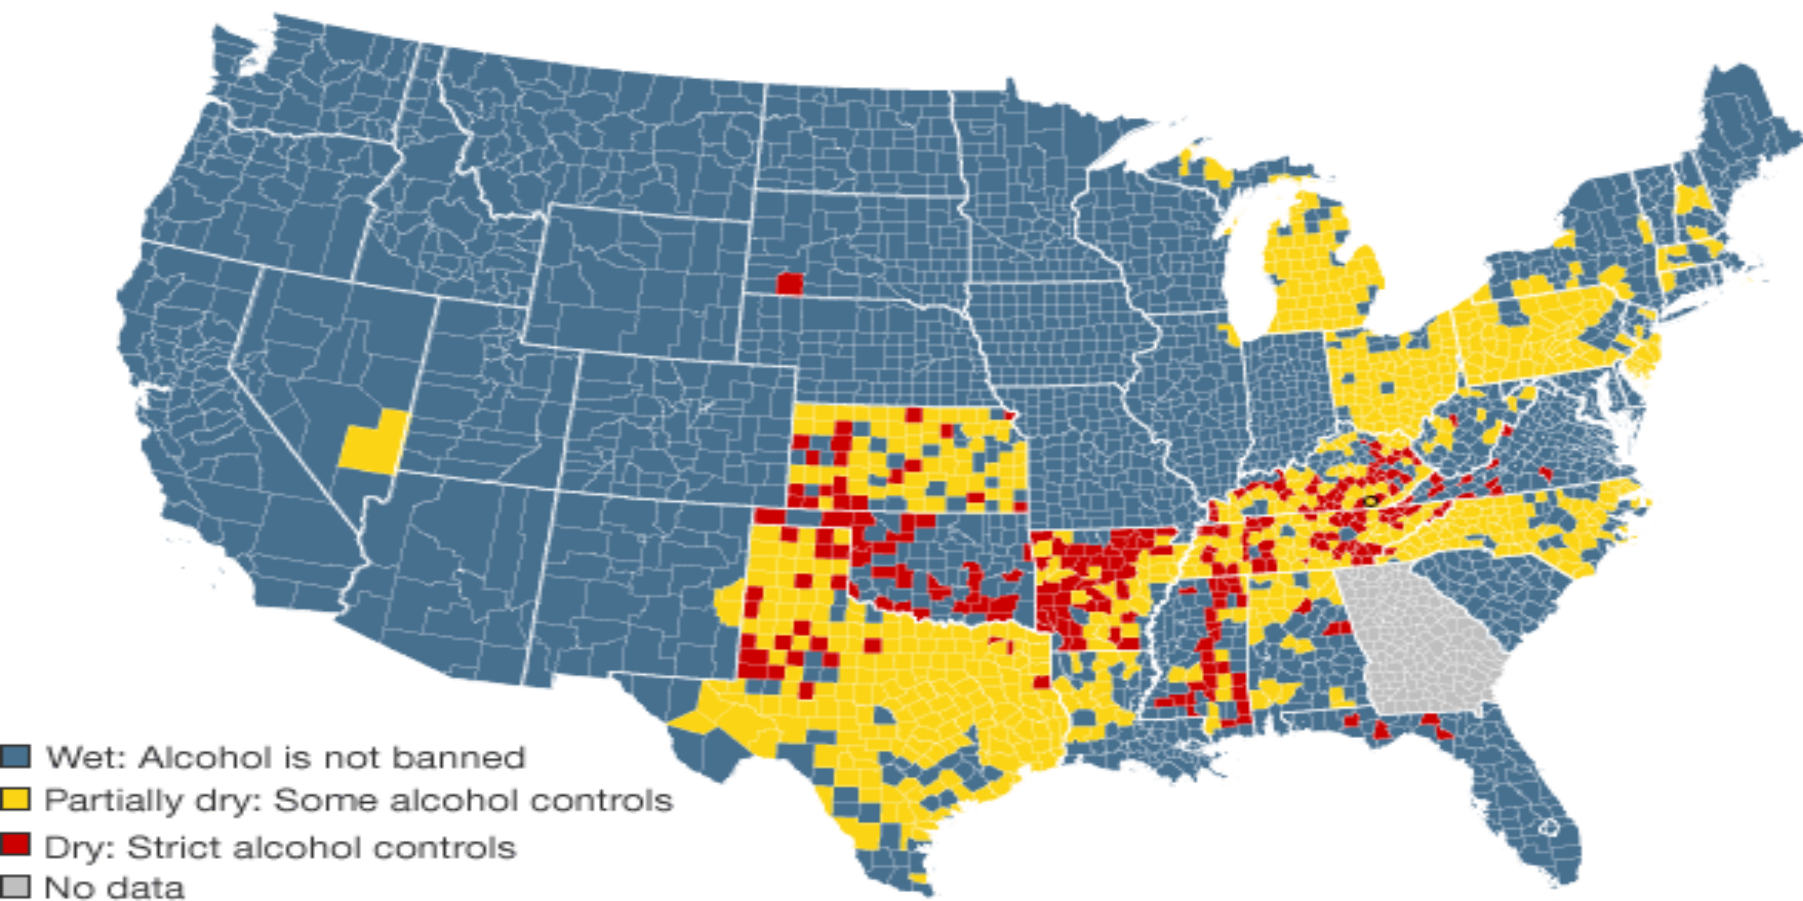 Wet: Alcohol is not banned
Partially dry: Some alcohol controls
Dry: Strict alcohol controls
No data